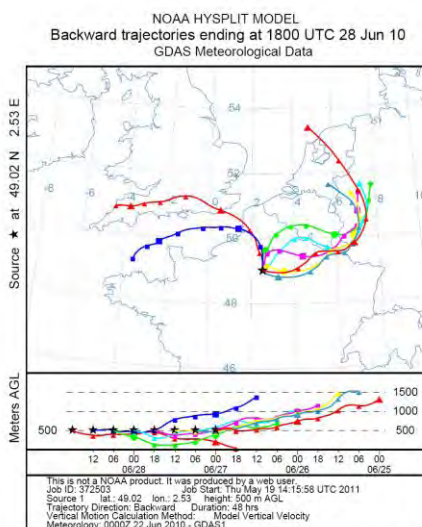 NOAA HYSPLIT MODEL
Backward trajectories ending at 1800 UTC 28 Jun 10
GDAS Meteorological Data
Source ★ at 49.02 N 2.53 E
54
52
50
48
46
-8
-6
-4
-2
0
2
4
6
8
Meters AGL
500
1500
1000
500
12 06 00 18 12 06 00 18 12 06 00 18 12 06 00
06/28 06/27 06/26 06/25
This is not a NOAA product. It was produced by a web user.
Job ID: 372503 Job Start: Thu May 19 14:15:58 UTC 2011
Source 1 lat.: 49.02 lon.: 2.53 height: 500 m AGL
Trajectory Direction: Backward Duration: 48 hrs
Vertical Motion Calculation Method: Model Vertical Velocity
Meteorology: 0000Z 22 Jun 2010 - GDAS1